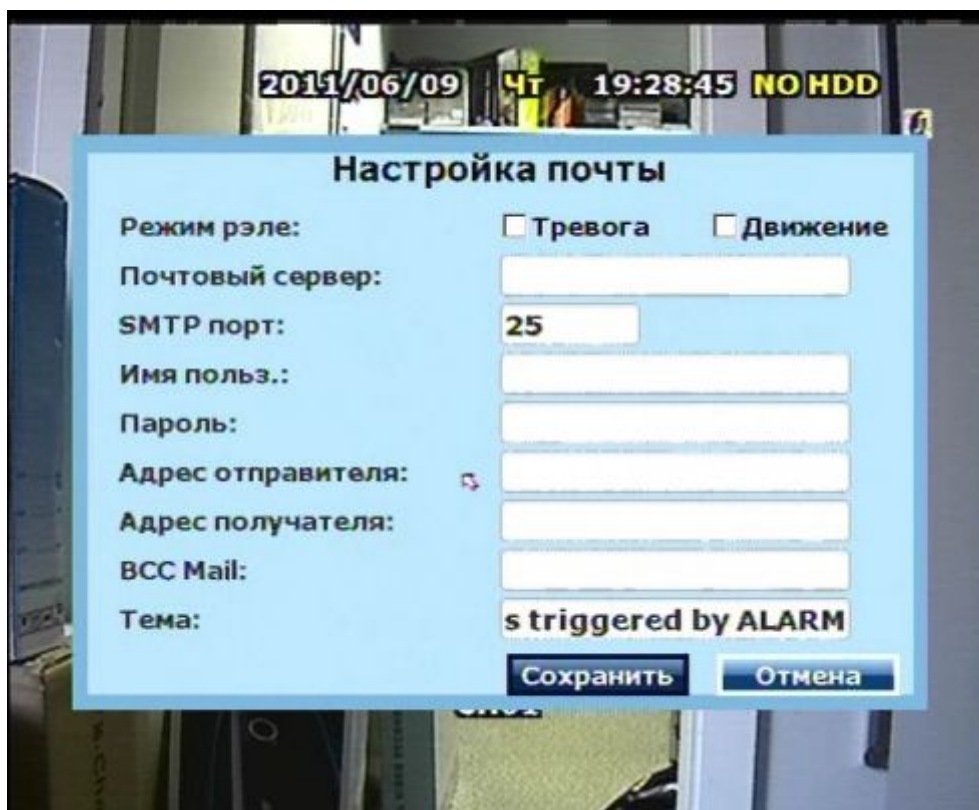 2011/06/09 Чт 19:28:45 NO HDD
Настройка почты
Режим рэле: Тревога Движение
Почтовый сервер:
SMTP порт: 25
Имя польз.:
Пароль:
Адрес отправителя:
Адрес получателя:
BCC Mail:
Тема: s triggered by ALARM
Сохранить Отмена